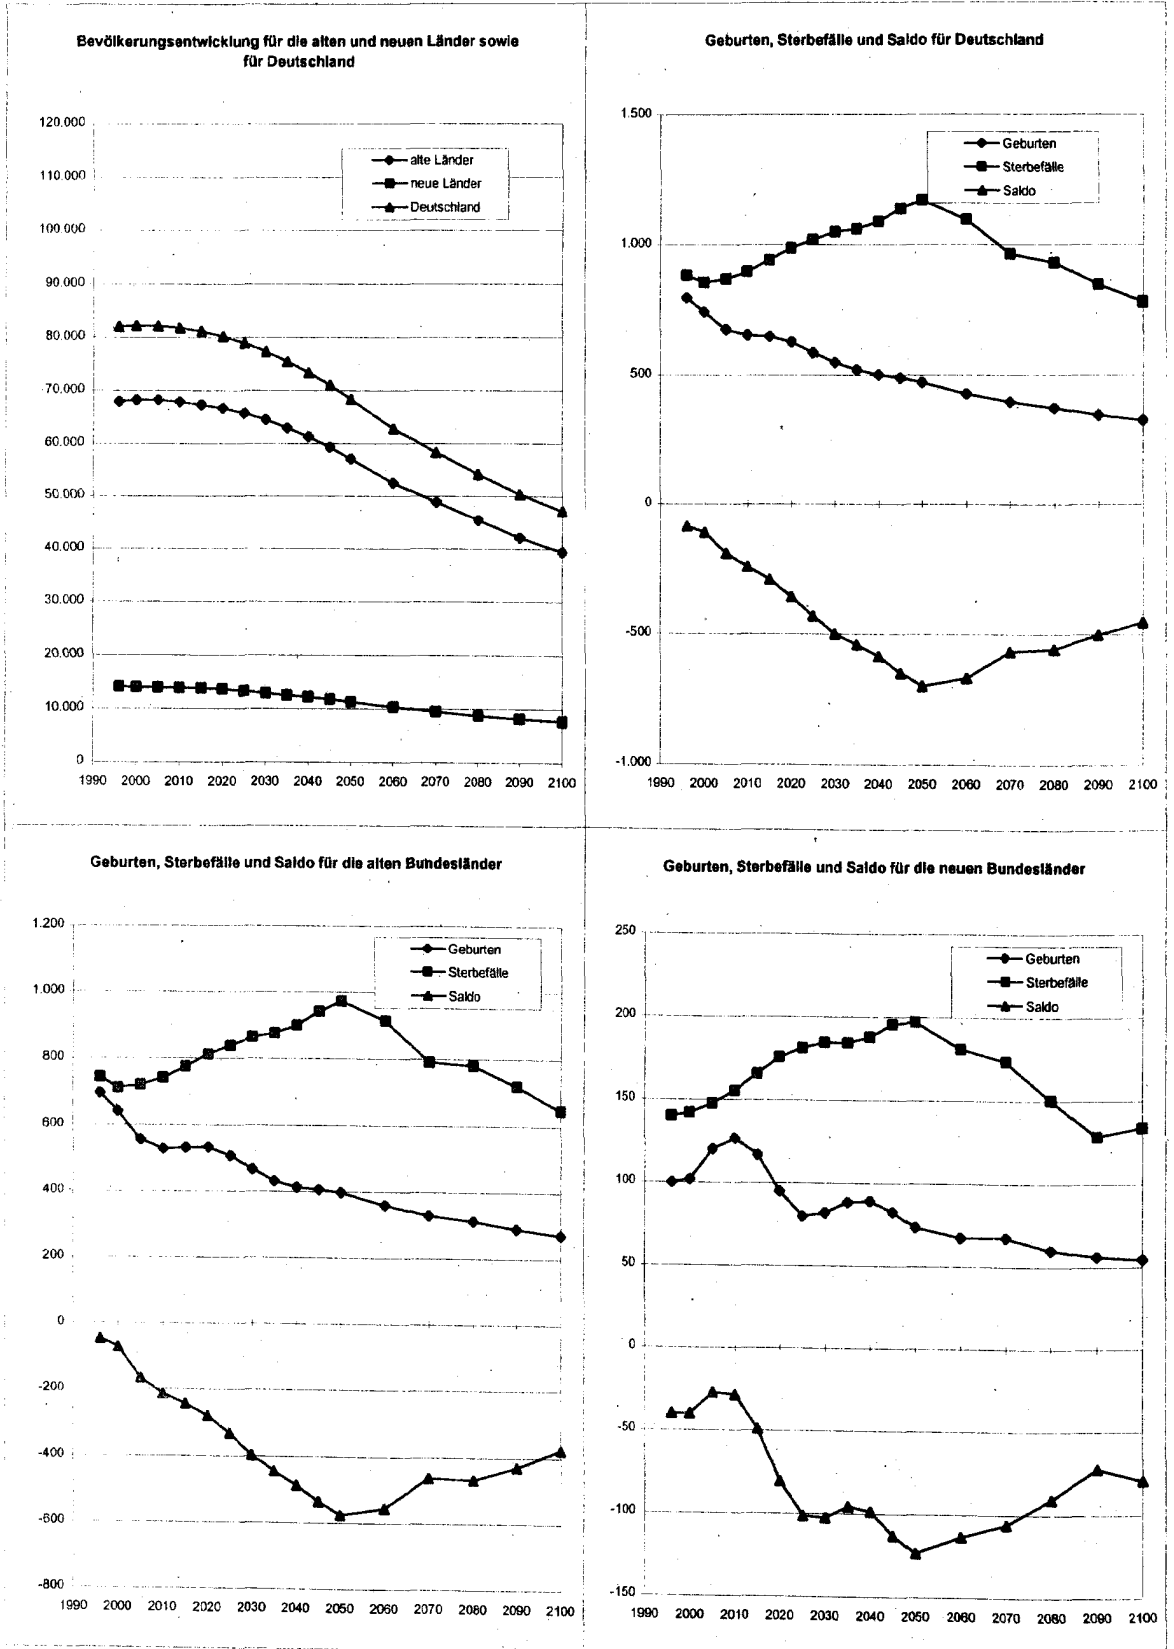 Bevölkerungsentwicklung für die alten und neuen Länder sowie
für Deutschland
120.000
110.000
100.000
90.000
80.000
70.000
60.000
50.000
40.000
30.000
20.000
10.000
0
alte Länder
neue Länder
Deutschland
1990 2000 2010 2020 2030 2040 2050 2060 2070 2080 2090 2100
Geburten, Sterbefälle und Saldo für Deutschland
1.500
1.000
500
0
-500
-1.000
Geburten
Sterbefälle
Saldo
1990 2000 2010 2020 2030 2040 2050 2060 2070 2080 2090 2100
Geburten, Sterbefälle und Saldo für die alten Bundesländer
1.200
1.000
800
600
400
200
0
-200
-400
-600
-800
Geburten
Sterbefälle
Saldo
1990 2000 2010 2020 2030 2040 2050 2060 2070 2080 2090 2100
Geburten, Sterbefälle und Saldo für die neuen Bundesländer
250
200
150
100
50
0
-50
-100
-150
Geburten
Sterbefälle
Saldo
1990 2000 2010 2020 2030 2040 2050 2060 2070 2080 2090 2100